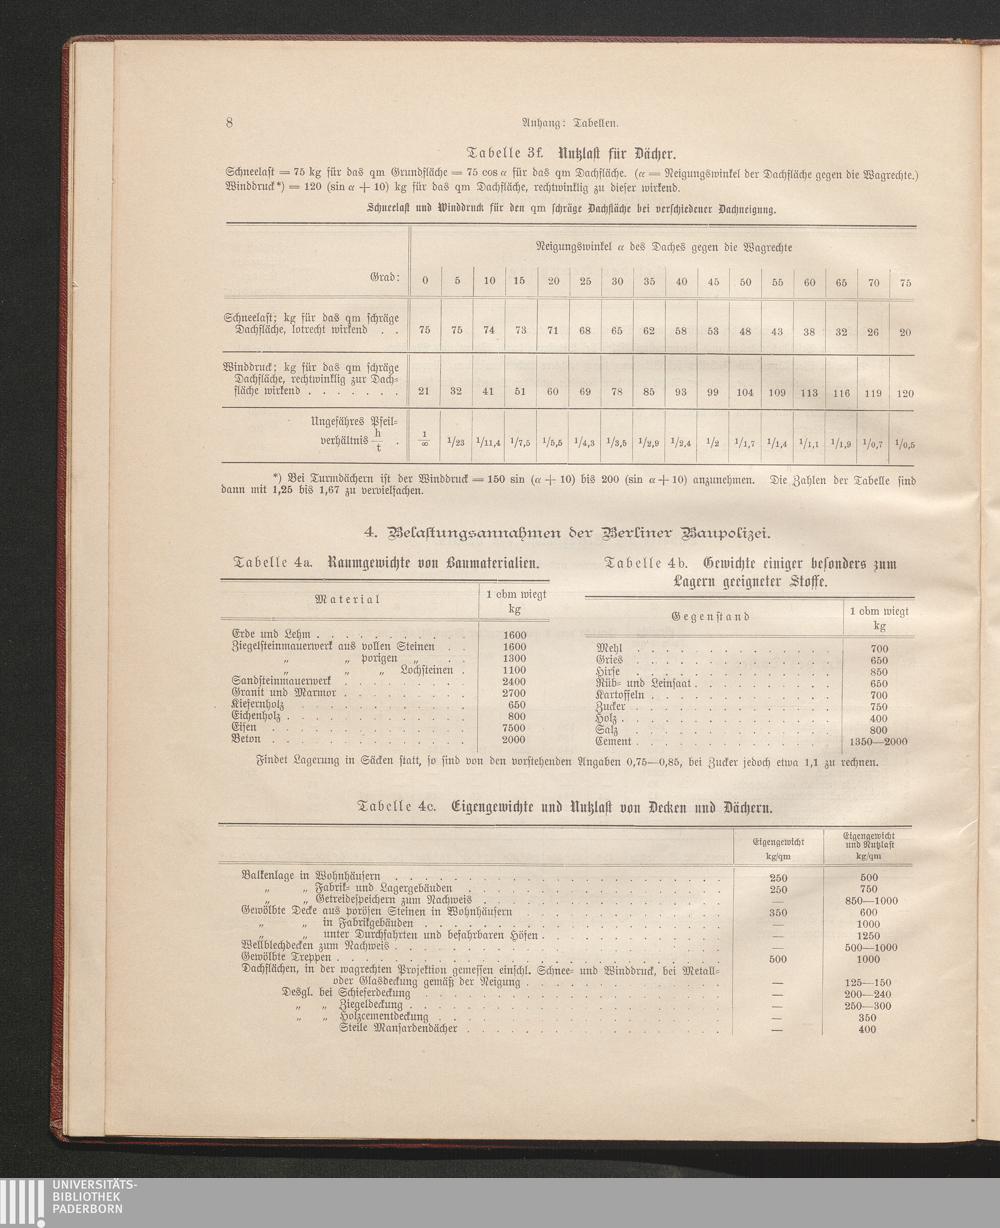 8
Anhang: Tabellen.
Tabelle 3f. Nutzlast für Dächer.
Schneelast = 75 kg für das qm Grundfläche = 75 cos α für das qm Dachfläche. (α = Neigungswinkel der Dachfläche gegen die Wagrechte.)
Winddruck*) = 120 (sin α + 10) kg für das qm Dachfläche, rechtwinklig zu dieser wirkend.
Schneelast und Winddruck für den qm schräge Dachfläche bei verschiedener Dachneigung.
Neigungswinkel α des Daches gegen die Wagrechte
Grad: 0 5 10 15 20 25 30 35 40 45 50 55 60 65 70 75
Schneelast; kg für das qm schräge
Dachfläche, lotrecht wirkend . . 75 75 74 73 71 68 65 62 58 53 48 43 38 32 26 20
Winddruck; kg für das qm schräge
Dachfläche, rechtwinklig zur Dach-
fläche wirkend . . . . . . . 21 32 41 51 60 69 78 85 93 99 104 109 113 116 119 120
Ungefähres Pfeil-
verhältnis h/t . 1/∞ 1/23 1/11,4 1/7,5 1/5,5 1/4,3 1/3,5 1/2,9 1/2,4 1/2 1/1,7 1/1,4 1/1,1 1/1,9 1/0,7 1/0,5
*) Bei Turmdächern ist der Winddruck = 150 sin (α + 10) bis 200 (sin α + 10) anzunehmen. Die Zahlen der Tabelle sind
dann mit 1,25 bis 1,67 zu vervielfachen.
4. Belastungsannahmen der Berliner Baupolizei.
Tabelle 4a. Raumgewichte von Baumaterialien.
Material 1 cbm wiegt
kg
Erde und Lehm . . . . . . . . . . 1600
Ziegelsteinmauerwerk aus vollen Steinen . . 1600
„ „ porigen „ . . 1300
„ „ „ Lochsteinen . 1100
Sandsteinmauerwerk . . . . . . . . 2400
Granit und Marmor . . . . . . . . 2700
Kiefernholz . . . . . . . . . . . 650
Eichenholz . . . . . . . . . . . . 800
Eisen . . . . . . . . . . . . . 7500
Beton . . . . . . . . . . . . . 2000
Tabelle 4b. Gewichte einiger besonders zum
Lagern geeigneter Stoffe.
Gegenstand 1 cbm wiegt
kg
Mehl . . . . . . . . . . . . . 700
Gries . . . . . . . . . . . . . 650
Hirse . . . . . . . . . . . . . 850
Rüb- und Leinsaat . . . . . . . . . 650
Kartoffeln . . . . . . . . . . . . 700
Zucker . . . . . . . . . . . . . 750
Holz . . . . . . . . . . . . . . 400
Salz . . . . . . . . . . . . . 800
Cement . . . . . . . . . . . . . 1350—2000
Findet Lagerung in Säcken statt, so sind von den vorstehenden Angaben 0,75—0,85, bei Zucker jedoch etwa 1,1 zu rechnen.
Tabelle 4c. Eigengewichte und Nutzlast von Decken und Dächern.
Eigengewicht
kg/qm
Eigengewicht
und Nutzlast
kg/qm
Balkenlage in Wohnhäusern . . . . . . . . . . 250 500
„ „ Fabrik- und Lagergebäuden . . . . . . . . . . 250 750
„ „ Getreidespeichern zum Nachweis . . . . . . . . . . — 850—1000
Gewölbte Decke aus porösen Steinen in Wohnhäusern . . . . . . . . . . 350 600
„ „ in Fabrikgebäuden . . . . . . . . . . — 1000
„ „ unter Durchfahrten und befahrbaren Höfen . . . . . . . . . . — 1250
Wellblechdecken zum Nachweis . . . . . . . . . . — 500—1000
Gewölbte Treppen . . . . . . . . . . 500 1000
Dachflächen, in der wagrechten Projektion gemessen einschl. Schnee- und Winddruck, bei Metall-
oder Glasdeckung gemäß der Neigung . . . . . . . . . . — 125—150
Desgl. bei Schieferdeckung . . . . . . . . . . — 200—240
„ „ Ziegeldeckung . . . . . . . . . . — 250—300
„ „ Holzcementdeckung . . . . . . . . . . — 350
Steile Mansardendächer . . . . . . . . . . — 400
UNIVERSITÄTS-
BIBLIOTHEK
PADERBORN